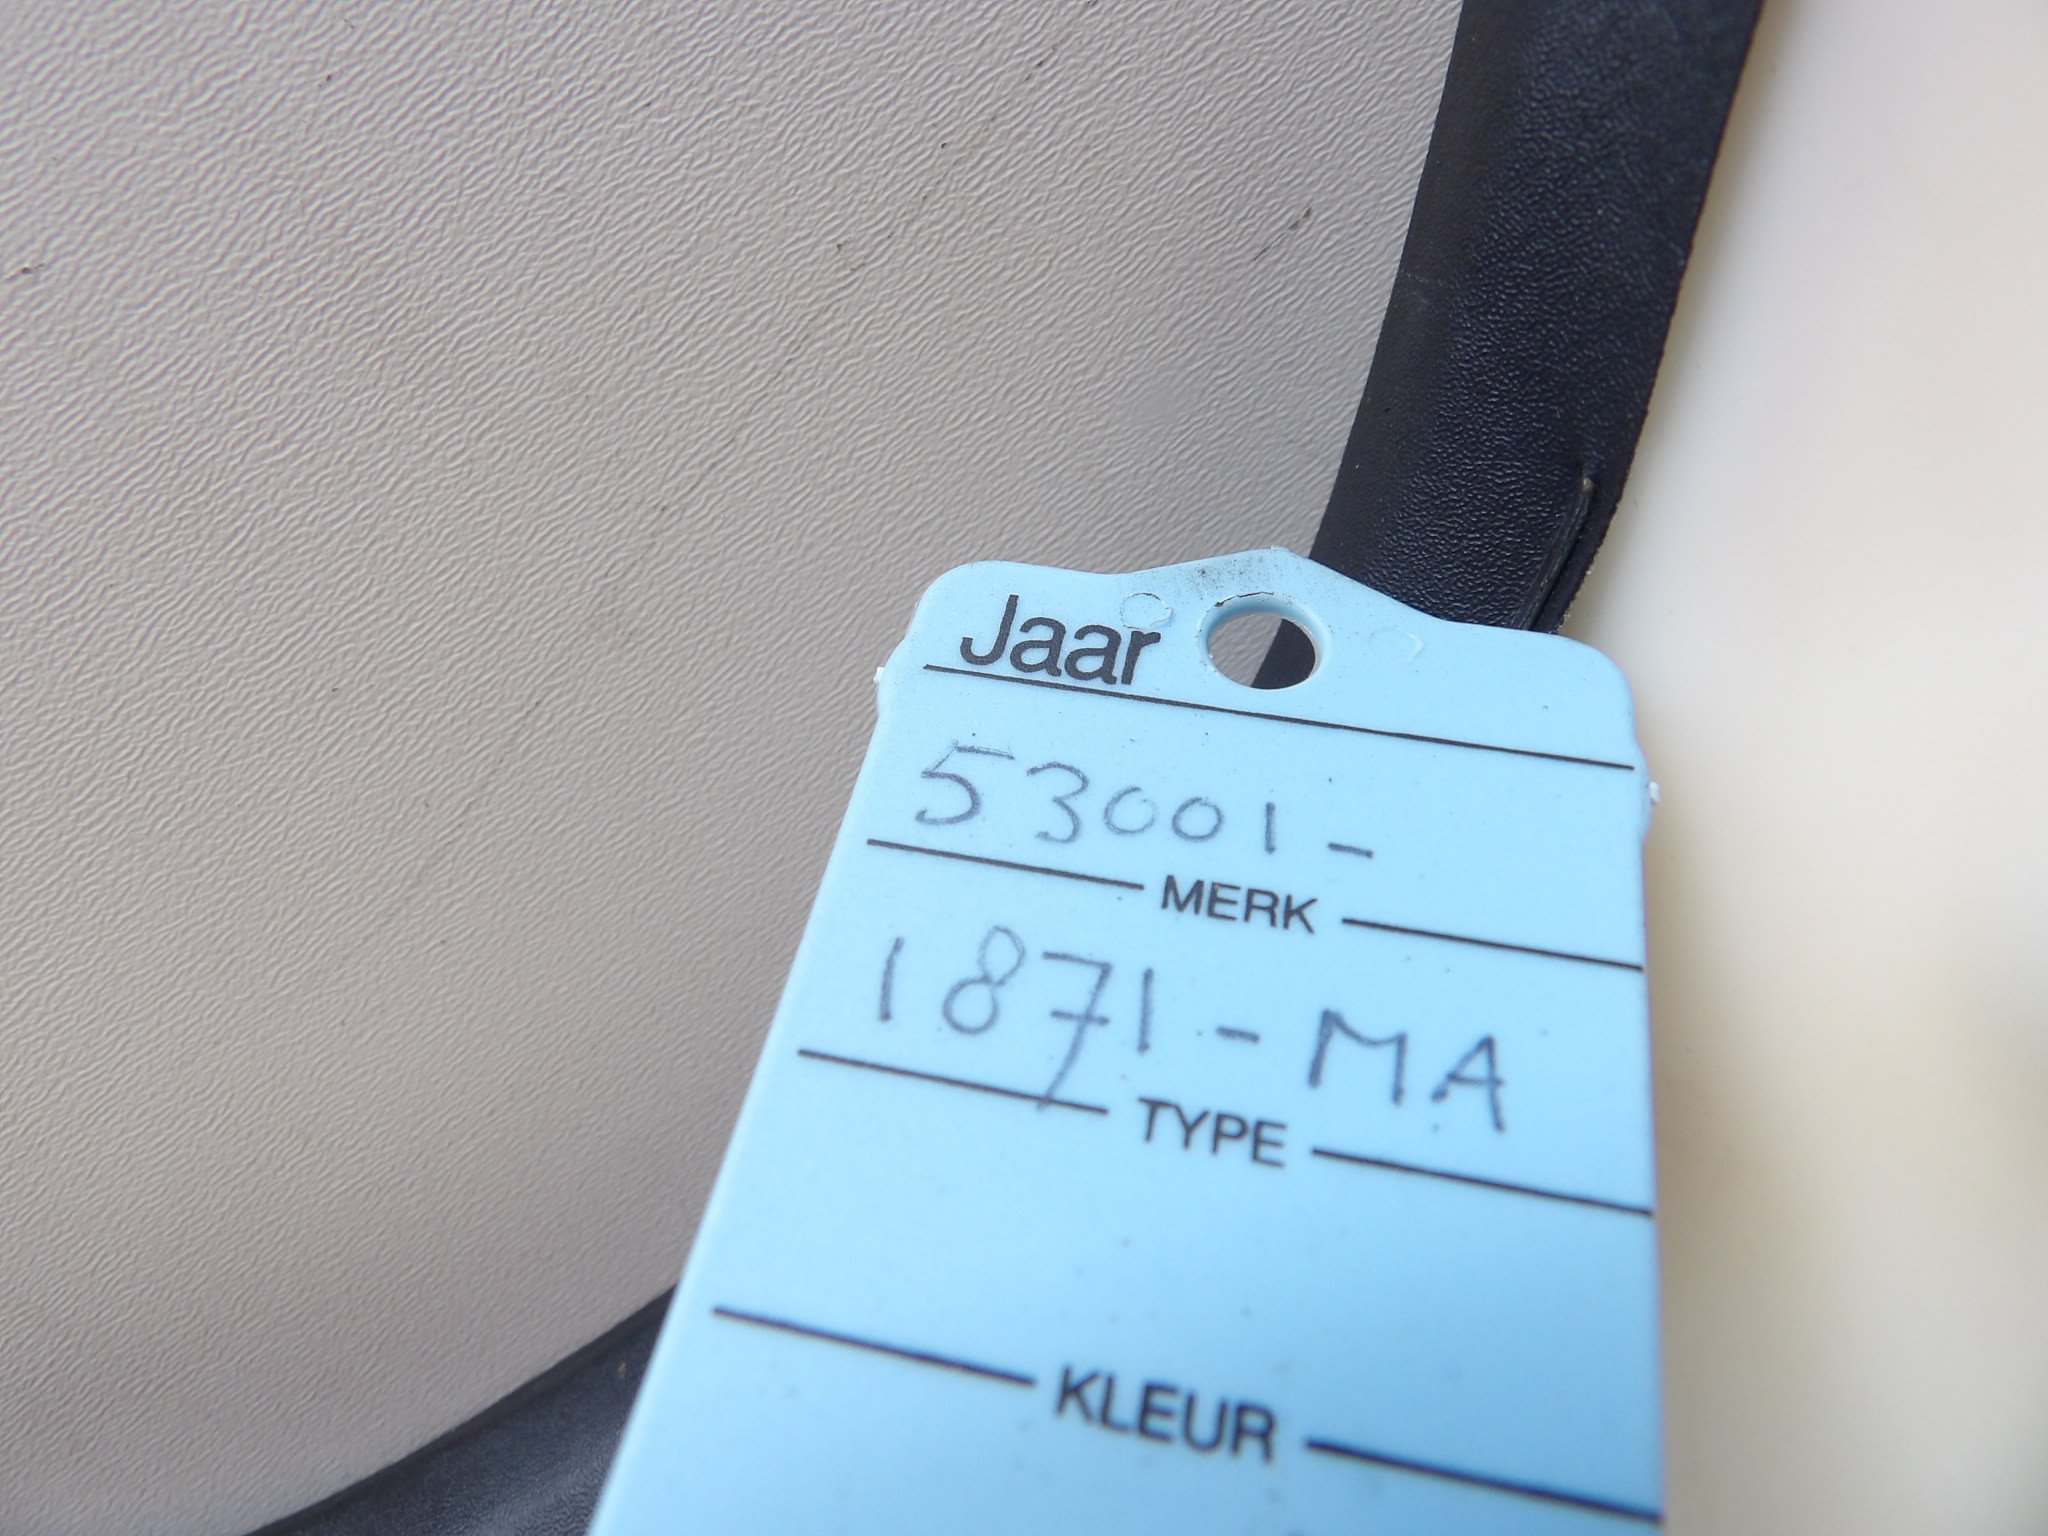 Jaar
53001-
MERK
1871-MA
TYPE
KLEUR